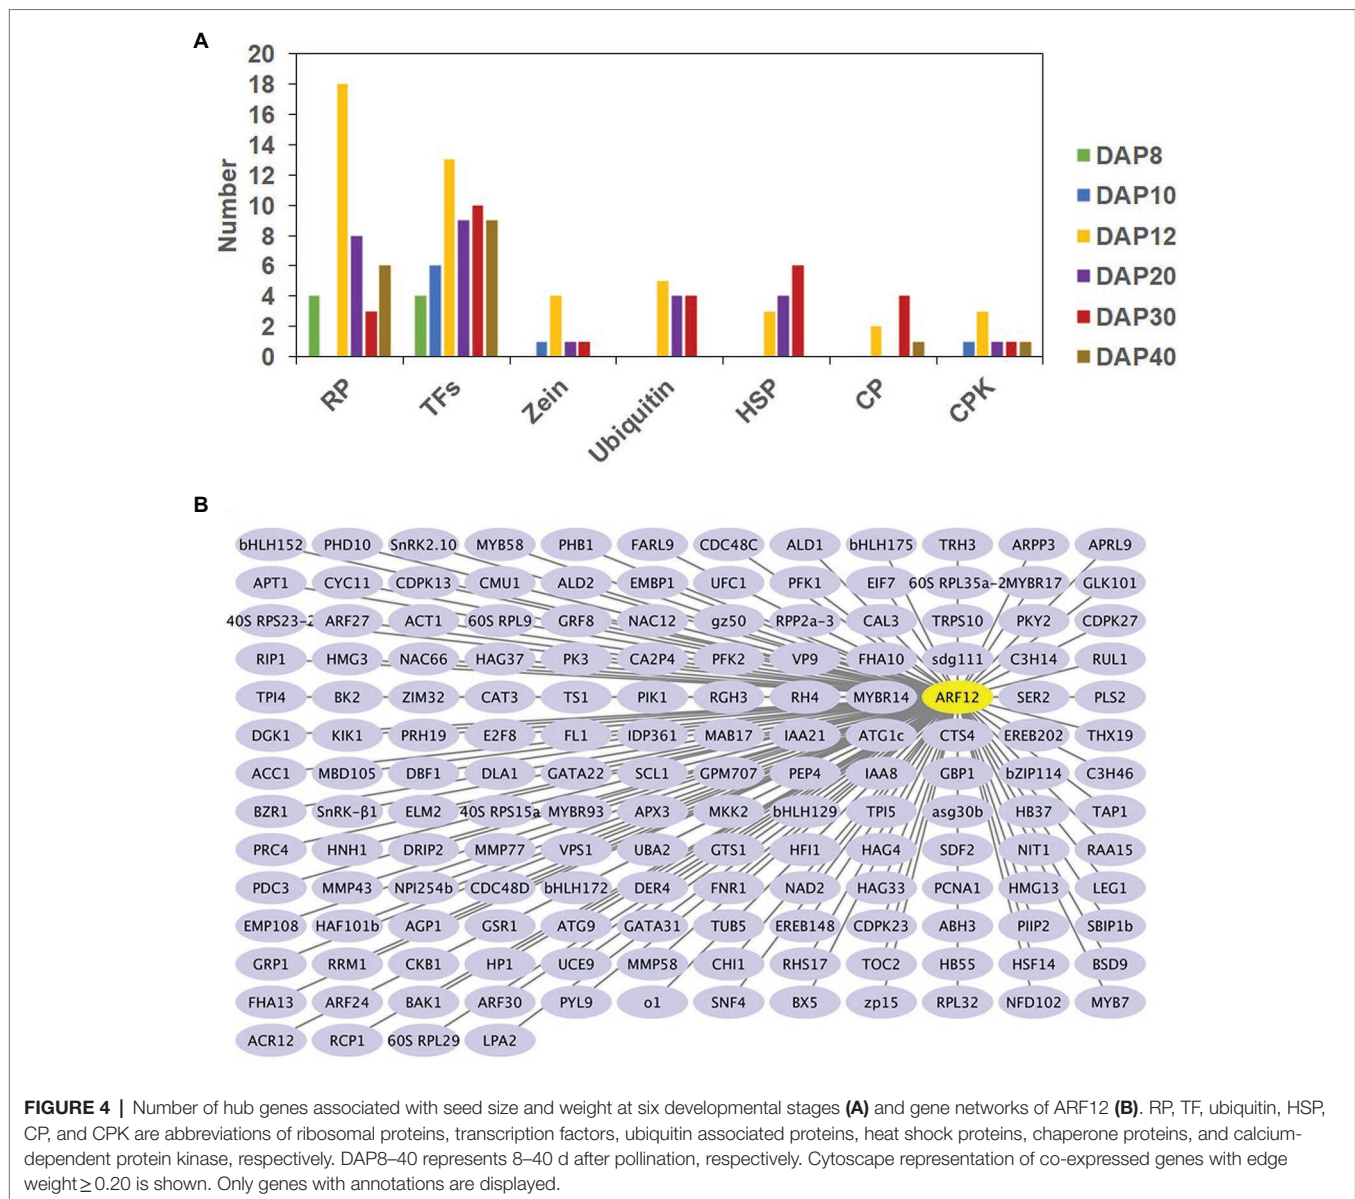 A
20
18
16
14
12
10
8
6
4
2
0
Number
RP
TFs
Zein
Ubiquitin
HSP
CP
CPK
DAP8
DAP10
DAP12
DAP20
DAP30
DAP40
B
bHLH152 PHD10 SnRK2.10 MYB58 PHB1 FARL9 CDC48C ALD1 bHLH175 TRH3 ARPP3 APRL9
APT1 CYC11 CDPK13 CMU1 ALD2 EMBP1 UFC1 PFK1 EIF7 60S RPL35a-2 MYBR17 GLK101
40S RPS23-2 ARF27 ACT1 60S RPL9 GRF8 NAC12 gz50 RPP2a-3 CAL3 TRPS10 PKY2 CDPK27
RIP1 HMG3 NAC66 HAG37 PK3 CA2P4 PFK2 VP9 FHA10 sdg111 C3H14 RUL1
TPI4 BK2 ZIM32 CAT3 TS1 PIK1 RGH3 RH4 MYBR14 ARF12 SER2 PLS2
DGK1 KIK1 PRH19 E2F8 FL1 IDP361 MAB17 IAA21 ATG1c CTS4 EREB202 THX19
ACC1 MBD105 DBF1 DLA1 GATA22 SCL1 GPM707 PEP4 IAA8 GBP1 bZIP114 C3H46
BZR1 SnRK-β1 ELM2 40S RPS15a MYBR93 APX3 MKK2 bHLH129 TPI5 asg30b HB37 TAP1
PRC4 HNH1 DRIP2 MMP77 VPS1 UBA2 GTS1 HFI1 HAG4 SDF2 NIT1 RAA15
PDC3 MMP43 NPI254b CDC48D bHLH172 DER4 FNR1 NAD2 HAG33 PCNA1 HMG13 LEG1
EMP108 HAF101b AGP1 GSR1 ATG9 GATA31 TUB5 EREB148 CDPK23 ABH3 PIIP2 SBIP1b
GRP1 RRM1 CKB1 HP1 UCE9 MMP58 CHI1 RHS17 TOC2 HB55 HSF14 BSD9
FHA13 ARF24 BAK1 ARF30 PYL9 o1 SNF4 BX5 zp15 RPL32 NFD102 MYB7
ACR12 RCP1 60S RPL29 LPA2
FIGURE 4 | Number of hub genes associated with seed size and weight at six developmental stages (A) and gene networks of ARF12 (B). RP, TF, ubiquitin, HSP,
CP, and CPK are abbreviations of ribosomal proteins, transcription factors, ubiquitin associated proteins, heat shock proteins, chaperone proteins, and calcium-
dependent protein kinase, respectively. DAP8–40 represents 8–40 d after pollination, respectively. Cytoscape representation of co-expressed genes with edge
weight ≥ 0.20 is shown. Only genes with annotations are displayed.